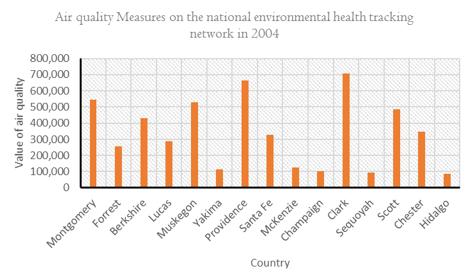 Air quality Measures on the national environmental health tracking
network in 2004
Value of air quality
800,000
700,000
600,000
500,000
400,000
300,000
200,000
100,000
0
Montgomery
Forrest
Berkshire
Lucas
Muskegon
Yakima
Providence
Santa Fe
McKenzie
Champaign
Clark
Sequoyah
Scott
Chester
Hidalgo
Country